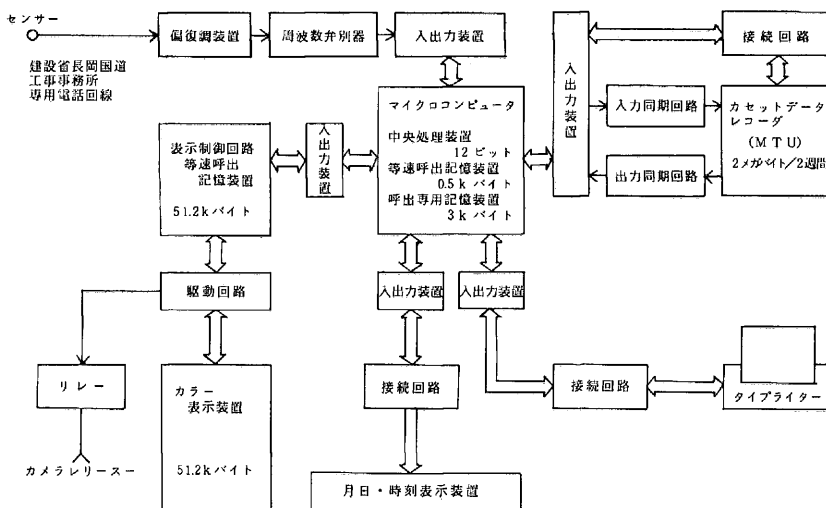 センサー
建設省長岡国道
工事事務所
専用電話回線
偏復調装置
周波数弁別器
入出力装置
マイクロコンピュータ
中央処理装置
12 ビット
等速呼出記憶装置
0.5 k バイト
呼出専用記憶装置
3 k バイト
入出力装置
接続回路
入力同期回路
出力同期回路
カセットデータ
レコーダ
(MTU)
2メガバイト/2週間
入出力装置
表示制御回路
等速呼出
記憶装置
51.2 k バイト
駆動回路
リレー
カメラレリースー
カラー
表示装置
51.2k バイト
入出力装置
接続回路
月日・時刻表示装置
入出力装置
接続回路
タイプライター